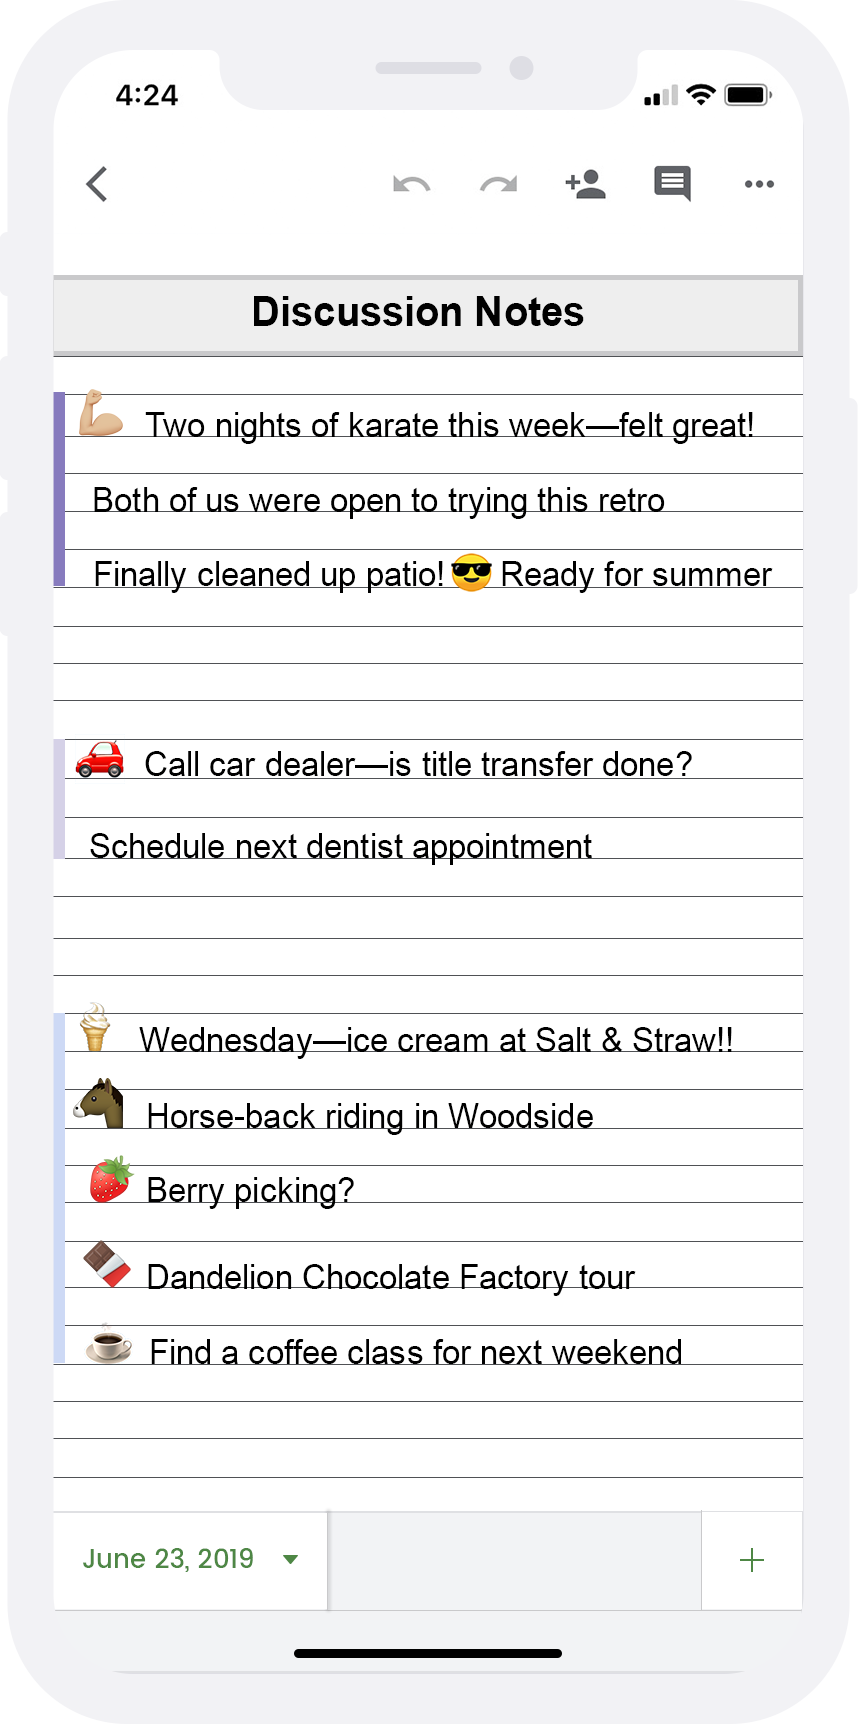 4:24
Discussion Notes
💪🏼 Two nights of karate this week—felt great!
Both of us were open to trying this retro
Finally cleaned up patio!😎 Ready for summer
🚗 Call car dealer—is title transfer done?
Schedule next dentist appointment
🍦 Wednesday—ice cream at Salt & Straw!!
🐴 Horse-back riding in Woodside
🍓 Berry picking?
🍫 Dandelion Chocolate Factory tour
☕ Find a coffee class for next weekend
June 23, 2019